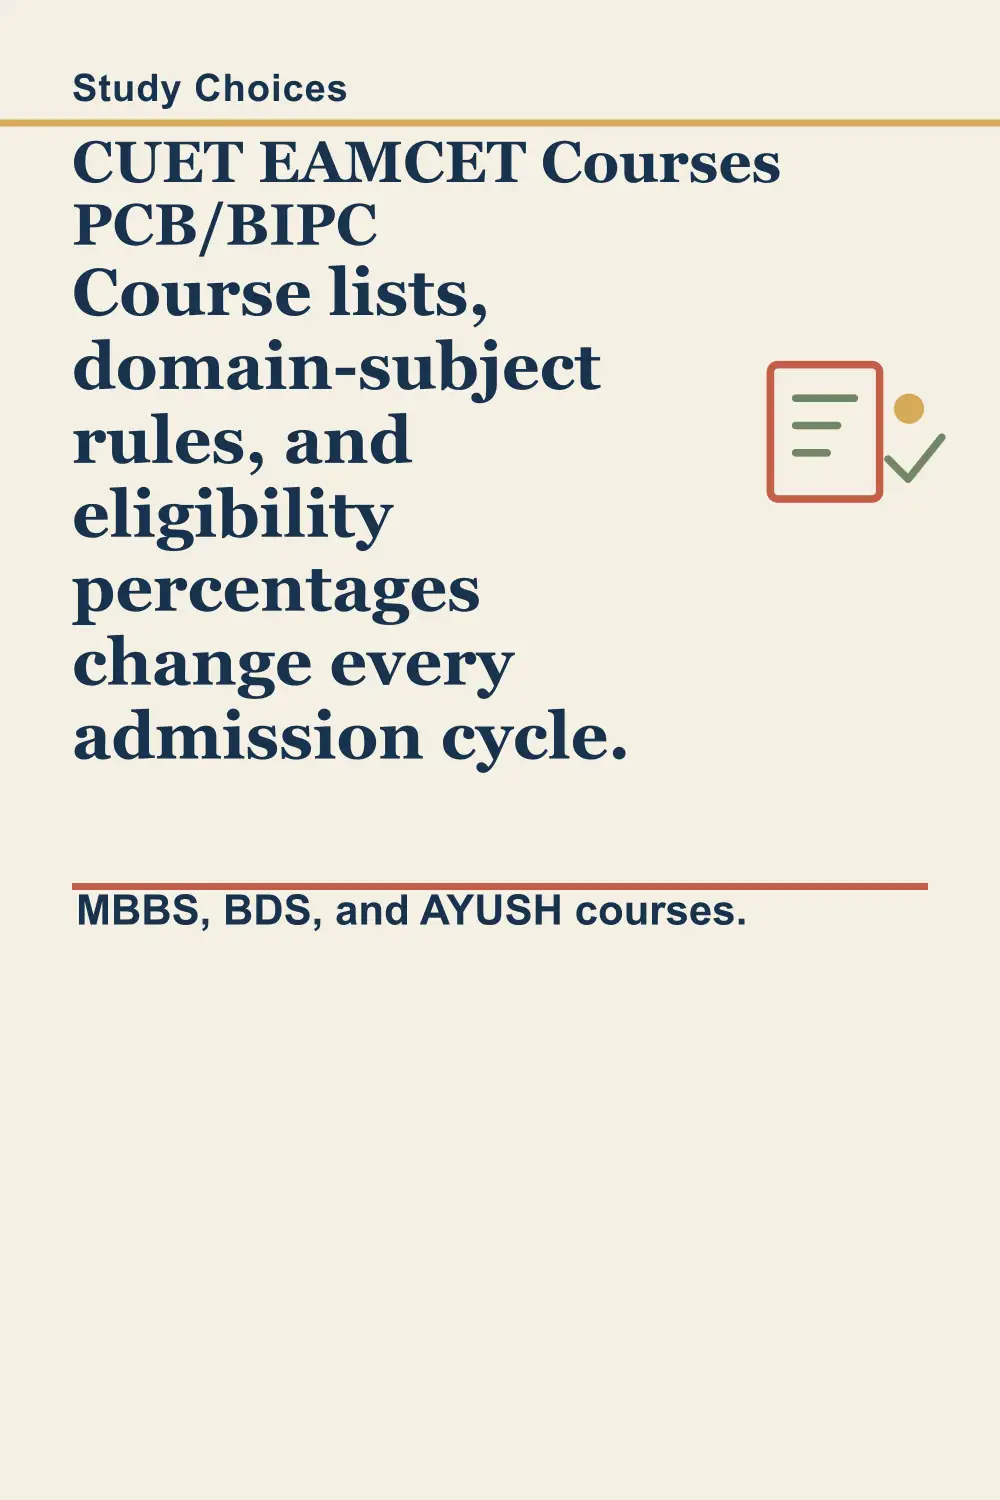 Study Choices
CUET EAMCET Courses
PCB/BIPC
Course lists,
domain-subject
rules, and
eligibility
percentages
change every
admission cycle.
MBBS, BDS, and AYUSH courses.